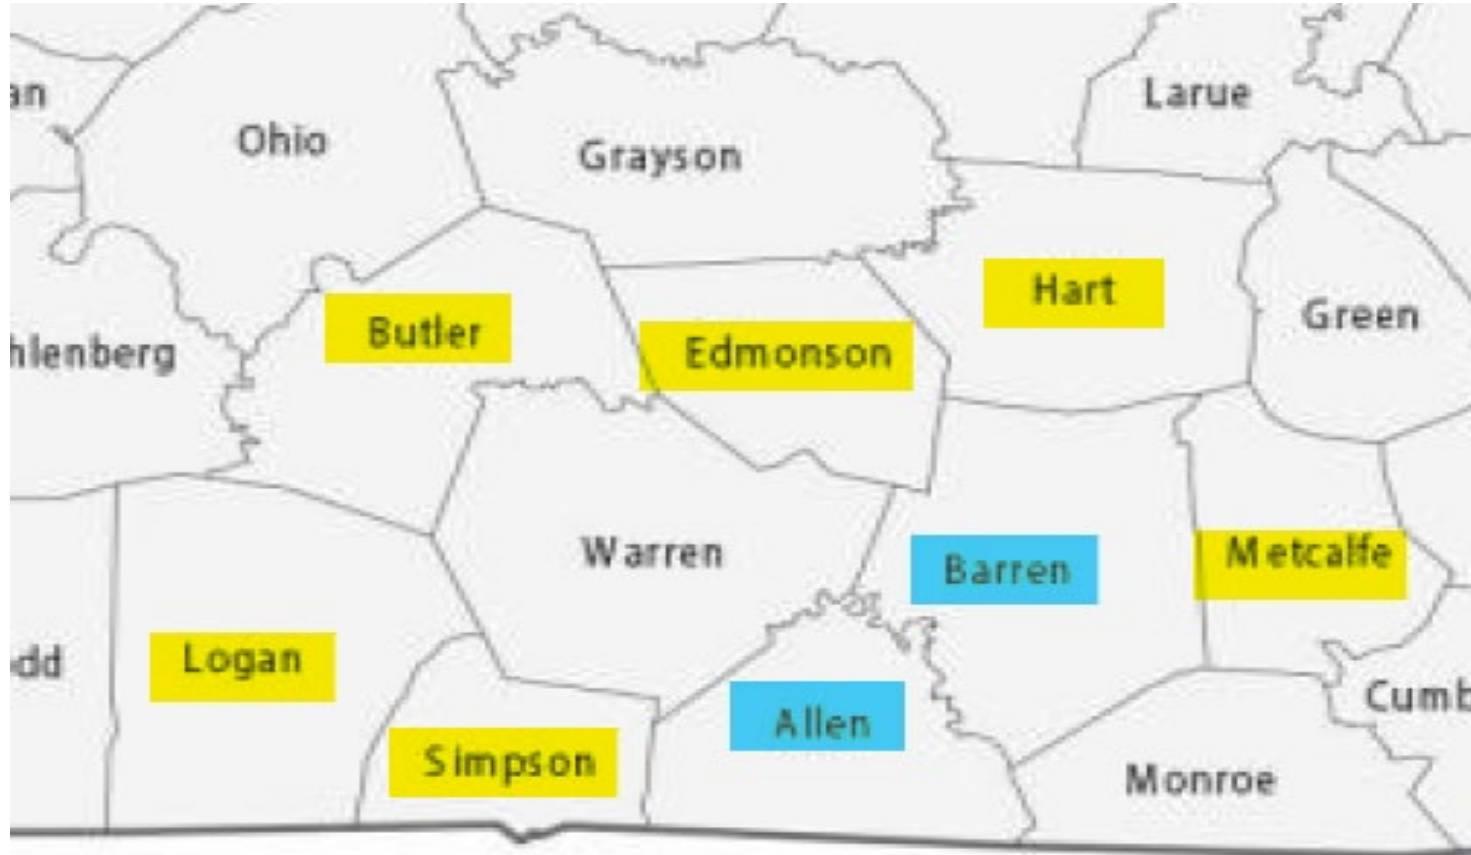 an
Larue
Ohio
Grayson
Hart
Green
Butler
Edmonson
hlenberg
Warren
Barren
Metcalfe
Logan
dd
Cumb
Allen
Simpson
Monroe